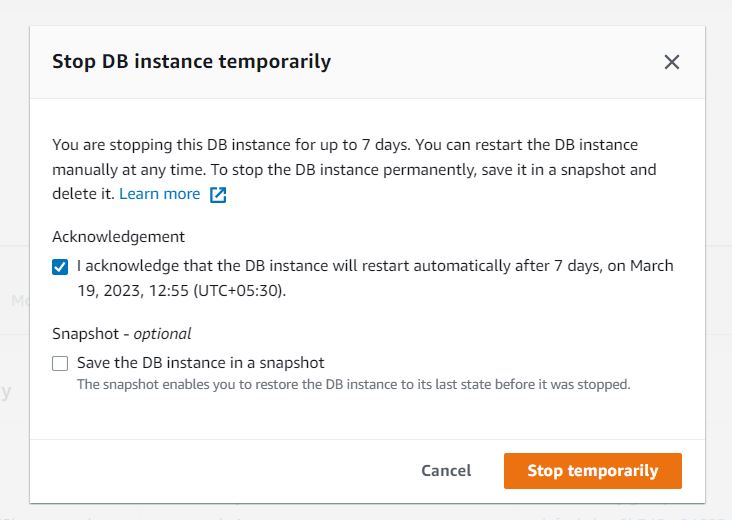 Stop DB instance temporarily
You are stopping this DB instance for up to 7 days. You can restart the DB instance
manually at any time. To stop the DB instance permanently, save it in a snapshot and
delete it. Learn more
Acknowledgement
I acknowledge that the DB instance will restart automatically after 7 days, on March
19, 2023, 12:55 (UTC+05:30).
Snapshot - optional
Save the DB instance in a snapshot
The snapshot enables you to restore the DB instance to its last state before it was stopped.
Cancel Stop temporarily